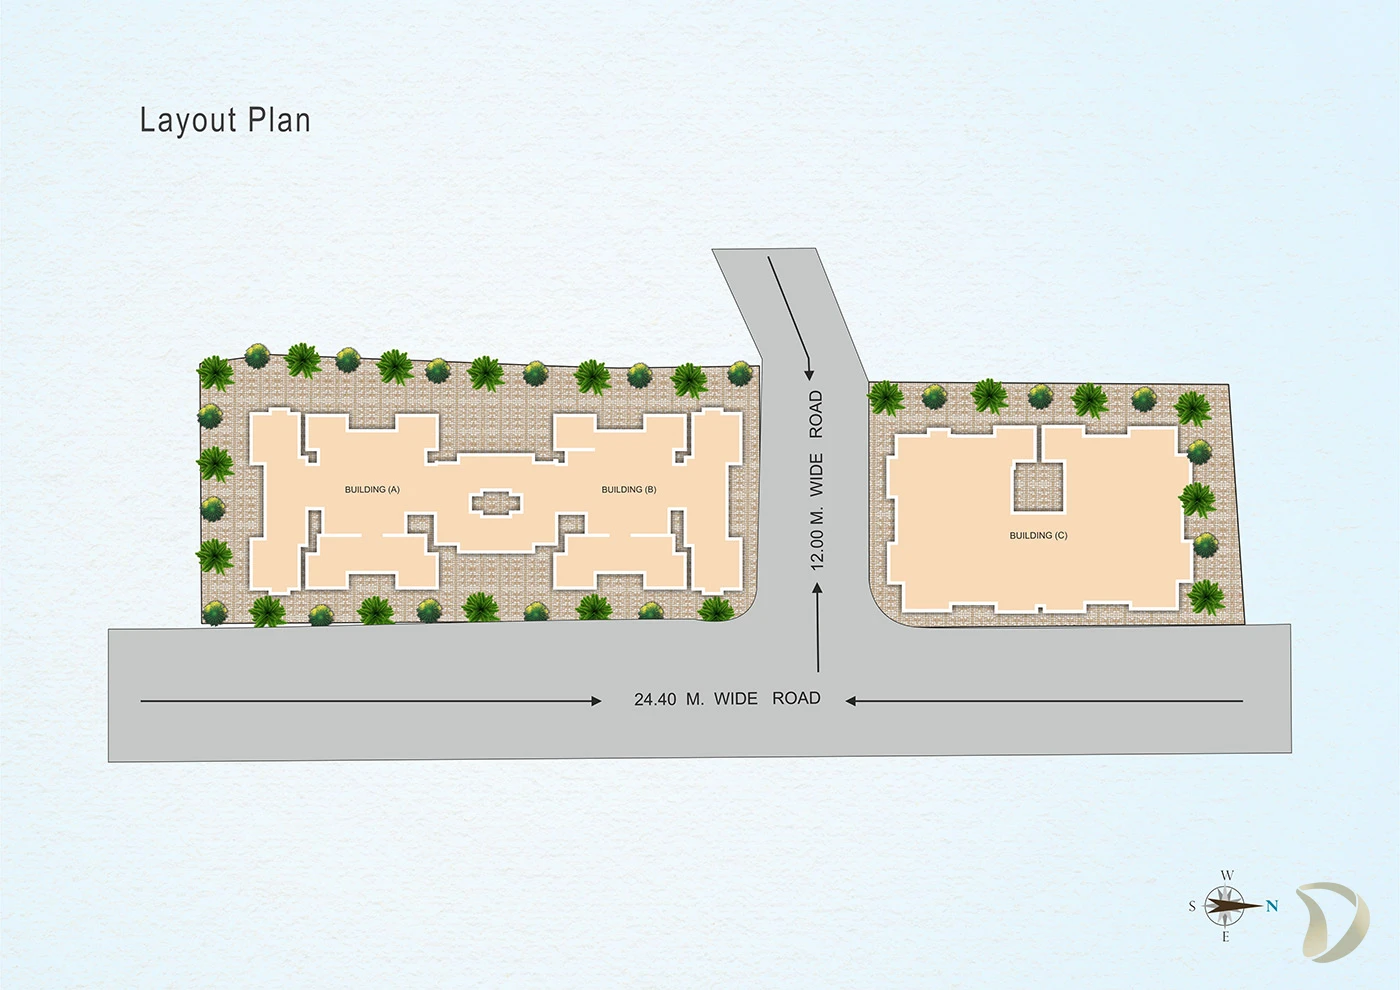 Layout Plan
12.00 M. WIDE ROAD
BUILDING (A)
BUILDING (B)
BUILDING (C)
24.40 M. WIDE ROAD
W
S
N
E